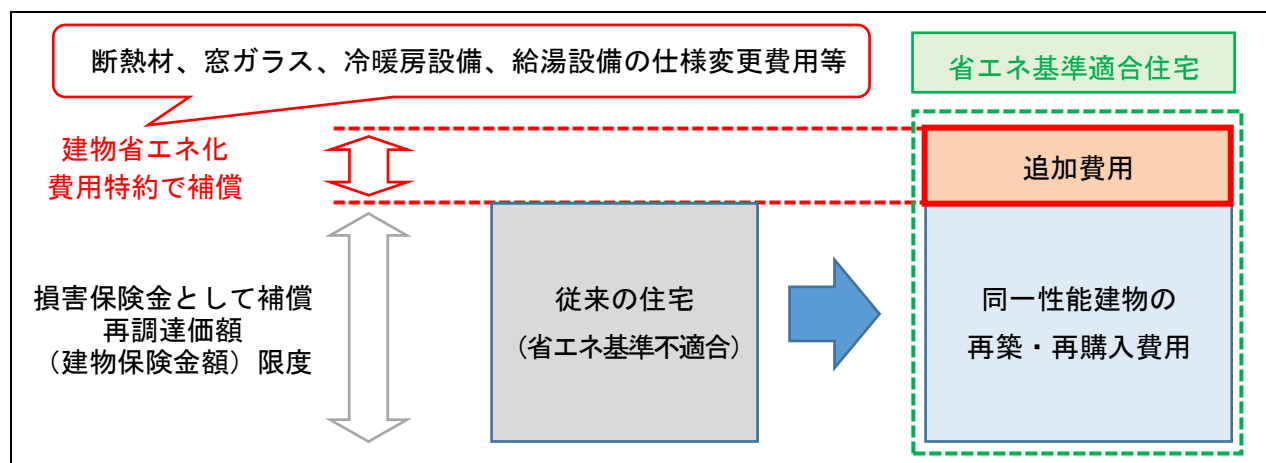 断熱材、窓ガラス、冷暖房設備、給湯設備の仕様変更費用等
省エネ基準適合住宅
建物省エネ化
費用特約で補償
追加費用
損害保険金として補償
再調達価額
（建物保険金額）限度
従来の住宅
（省エネ基準不適合）
同一性能建物の
再築・再購入費用